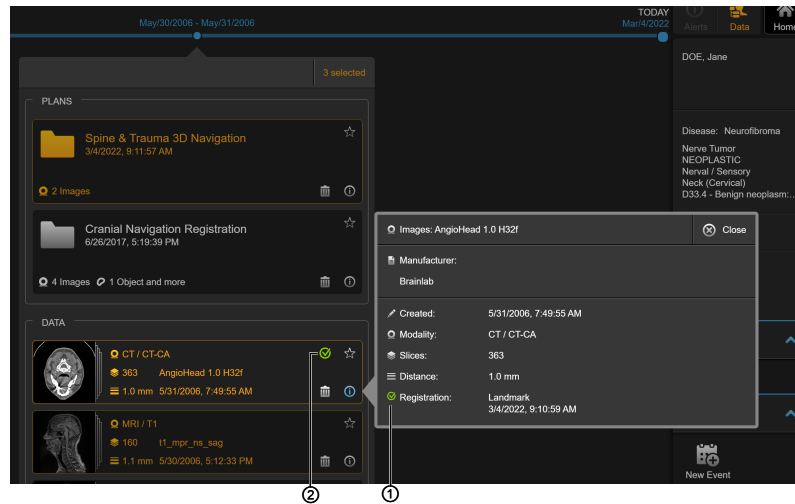 May/30/2006 - May/31/2006
TODAY
Mar/4/2022
Alerts
Data
Home
3 selected
DOE, Jane
PLANS
Spine & Trauma 3D Navigation
3/4/2022, 9:11:57 AM
2 Images
Disease: Neurofibroma
Nerve Tumor
NEOPLASTIC
Nerval / Sensory
Neck (Cervical)
D33.4 - Benign neoplasm:...
Cranial Navigation Registration
6/26/2017, 5:19:39 PM
4 Images 1 Object and more
Images: AngioHead 1.0 H32f
Close
Manufacturer:
Brainlab
Created: 5/31/2006, 7:49:55 AM
Modality: CT / CT-CA
Slices: 363
Distance: 1.0 mm
Registration: Landmark
3/4/2022, 9:10:59 AM
DATA
CT / CT-CA
363 AngioHead 1.0 H32f
1.0 mm 5/31/2006, 7:49:55 AM
MRI / T1
160 t1_mpr_ns_sag
1.1 mm 5/30/2006, 5:12:33 PM
New Event
2
1